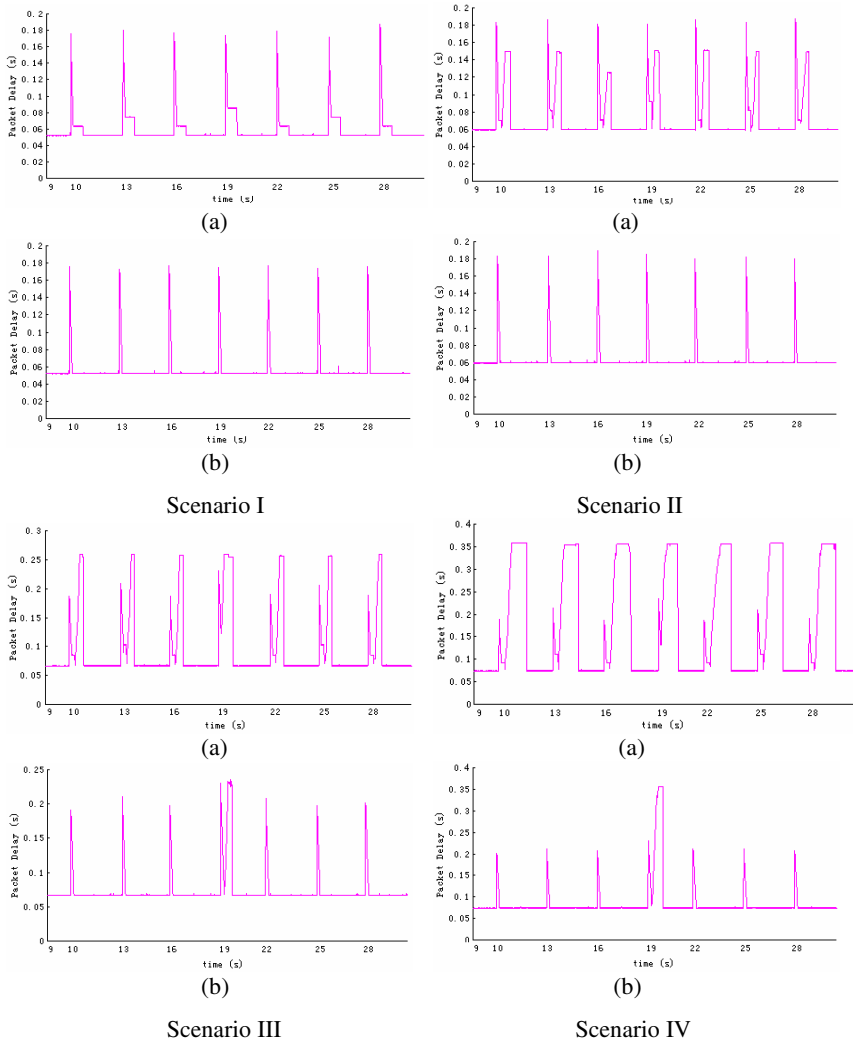 Packet Delay (s)
0.2
0.18
0.16
0.14
0.12
0.1
0.08
0.06
0.04
0.02
0
9 10 13 16 19 22 25 28
time (s)
(a)
Packet Delay (s)
0.2
0.18
0.16
0.14
0.12
0.1
0.08
0.06
0.04
0.02
0
9 10 13 16 19 22 25 28
time (s)
(a)
Packet Delay (s)
0.2
0.18
0.16
0.14
0.12
0.1
0.08
0.06
0.04
0.02
0
9 10 13 16 19 22 25 28
time (s)
(b)
Packet Delay (s)
0.2
0.18
0.16
0.14
0.12
0.1
0.08
0.06
0.04
0.02
0
9 10 13 16 19 22 25 28
time (s)
(b)
Scenario I
Scenario II
Packet Delay (s)
0.3
0.25
0.2
0.15
0.1
0.05
0
9 10 13 16 19 22 25 28
time (s)
(a)
Packet Delay (s)
0.4
0.35
0.3
0.25
0.2
0.15
0.1
0.05
0
9 10 13 16 19 22 25 28
time (s)
(a)
Packet Delay (s)
0.25
0.2
0.15
0.1
0.05
0
9 10 13 16 19 22 25 28
time (s)
(b)
Packet Delay (s)
0.4
0.35
0.3
0.25
0.2
0.15
0.1
0.05
0
9 10 13 16 19 22 25 28
time (s)
(b)
Scenario III
Scenario IV